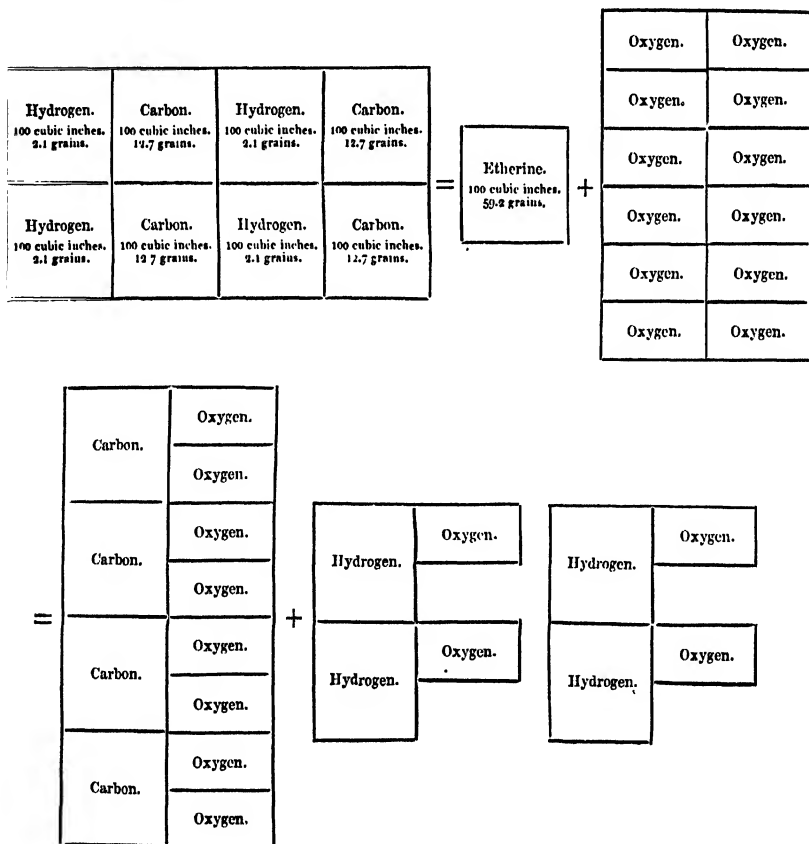 Hydrogen.
100 cubic inches.
2.1 grains.
Carbon.
100 cubic inches.
12.7 grains.
Hydrogen.
100 cubic inches.
2.1 grains.
Carbon.
100 cubic inches.
12.7 grains.
Hydrogen.
100 cubic inches.
2.1 grains.
Carbon.
100 cubic inches.
12 7 grains.
Hydrogen.
100 cubic inches.
2.1 grains.
Carbon.
100 cubic inches.
12.7 grains.
=
Etherine.
100 cubic inches.
59.2 grains.
+
Oxygen. Oxygen.
Oxygen. Oxygen.
Oxygen. Oxygen.
Oxygen. Oxygen.
Oxygen. Oxygen.
Oxygen. Oxygen.
=
Carbon.
Oxygen.
Oxygen.
Carbon.
Oxygen.
Oxygen.
Carbon.
Oxygen.
Oxygen.
Carbon.
Oxygen.
Oxygen.
+
Hydrogen.
Oxygen.
Hydrogen.
Oxygen.
Hydrogen.
Oxygen.
Hydrogen.
Oxygen.